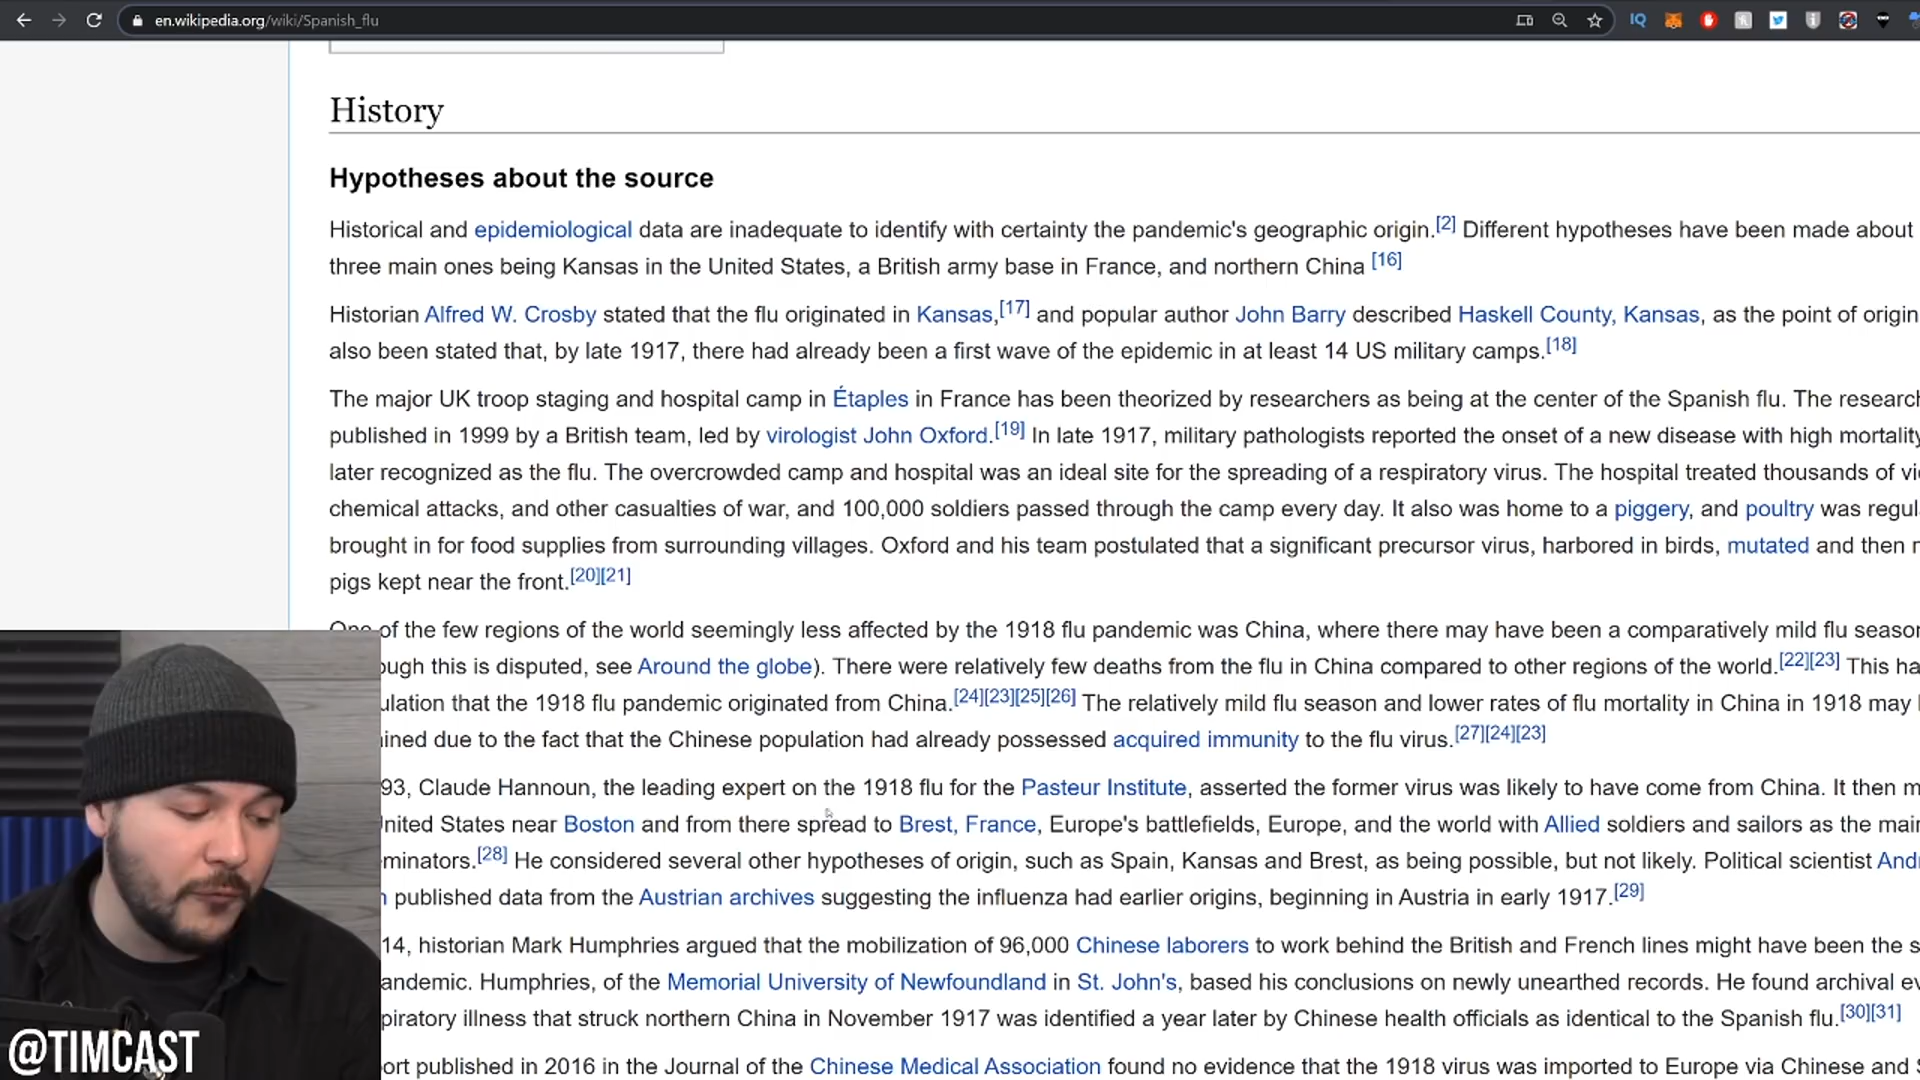 en.wikipedia.org/wiki/Spanish_flu
IQ
History
Hypotheses about the source
Historical and epidemiological data are inadequate to identify with certainty the pandemic's geographic origin.[2] Different hypotheses have been made about
three main ones being Kansas in the United States, a British army base in France, and northern China [16]
Historian Alfred W. Crosby stated that the flu originated in Kansas,[17] and popular author John Barry described Haskell County, Kansas, as the point of origin
also been stated that, by late 1917, there had already been a first wave of the epidemic in at least 14 US military camps.[18]
The major UK troop staging and hospital camp in Étaples in France has been theorized by researchers as being at the center of the Spanish flu. The research
published in 1999 by a British team, led by virologist John Oxford.[19] In late 1917, military pathologists reported the onset of a new disease with high mortality
later recognized as the flu. The overcrowded camp and hospital was an ideal site for the spreading of a respiratory virus. The hospital treated thousands of vi
chemical attacks, and other casualties of war, and 100,000 soldiers passed through the camp every day. It also was home to a piggery, and poultry was regul
brought in for food supplies from surrounding villages. Oxford and his team postulated that a significant precursor virus, harbored in birds, mutated and then
pigs kept near the front.[20][21]
One of the few regions of the world seemingly less affected by the 1918 flu pandemic was China, where there may have been a comparatively mild flu season
ough this is disputed, see Around the globe). There were relatively few deaths from the flu in China compared to other regions of the world.[22][23] This ha
ulation that the 1918 flu pandemic originated from China.[24][23][25][26] The relatively mild flu season and lower rates of flu mortality in China in 1918 may
ined due to the fact that the Chinese population had already possessed acquired immunity to the flu virus.[27][24][23]
93, Claude Hannoun, the leading expert on the 1918 flu for the Pasteur Institute, asserted the former virus was likely to have come from China. It then m
United States near Boston and from there spread to Brest, France, Europe's battlefields, Europe, and the world with Allied soldiers and sailors as the mai
minators.[28] He considered several other hypotheses of origin, such as Spain, Kansas and Brest, as being possible, but not likely. Political scientist And
published data from the Austrian archives suggesting the influenza had earlier origins, beginning in Austria in early 1917.[29]
14, historian Mark Humphries argued that the mobilization of 96,000 Chinese laborers to work behind the British and French lines might have been the s
andemic. Humphries, of the Memorial University of Newfoundland in St. John's, based his conclusions on newly unearthed records. He found archival ev
piratory illness that struck northern China in November 1917 was identified a year later by Chinese health officials as identical to the Spanish flu.[30][31]
ort published in 2016 in the Journal of the Chinese Medical Association found no evidence that the 1918 virus was imported to Europe via Chinese and
@TIMCAST